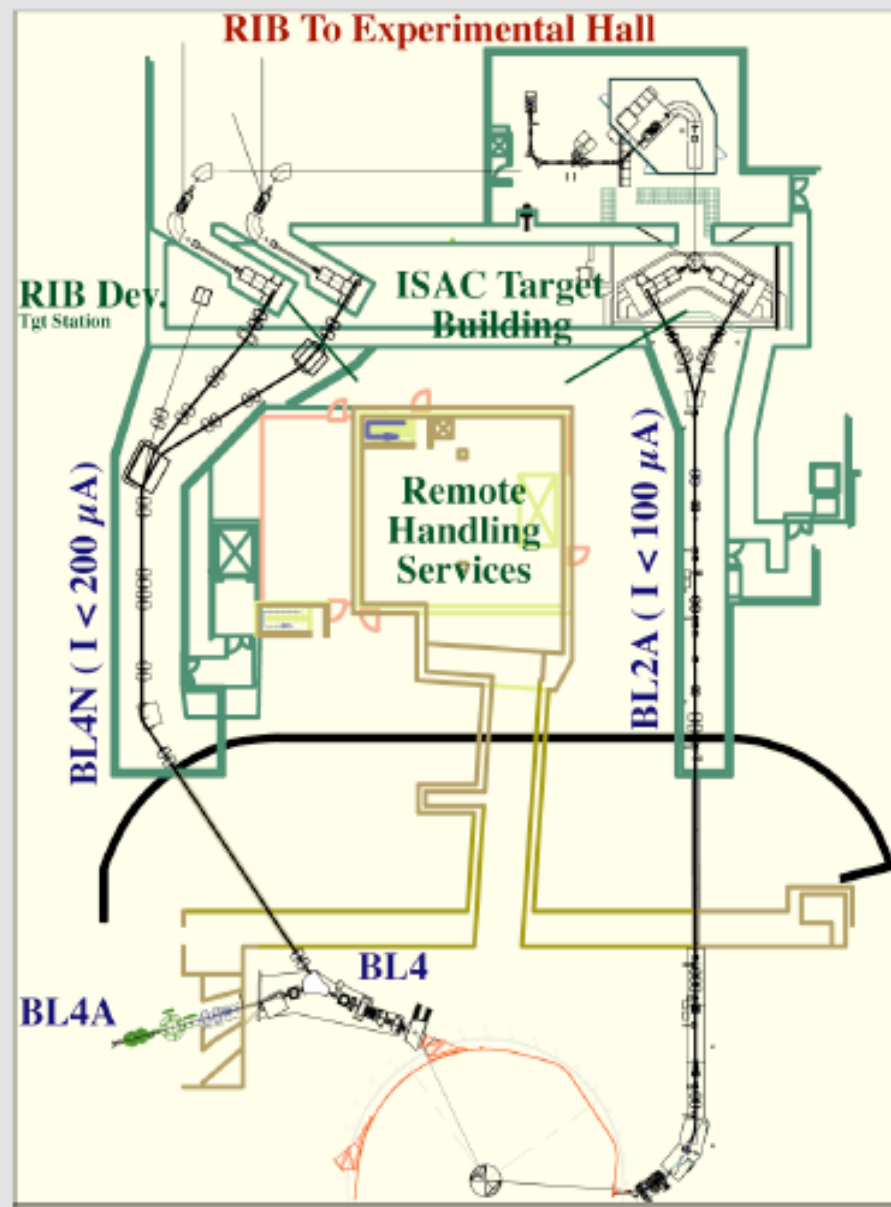 RIB To Experimental Hall
RIB Dev.
Tgt Station
ISAC Target
Building
Remote
Handling
Services
BL4N ( I < 200 μA)
BL2A ( I < 100 μA)
BL4
BL4A